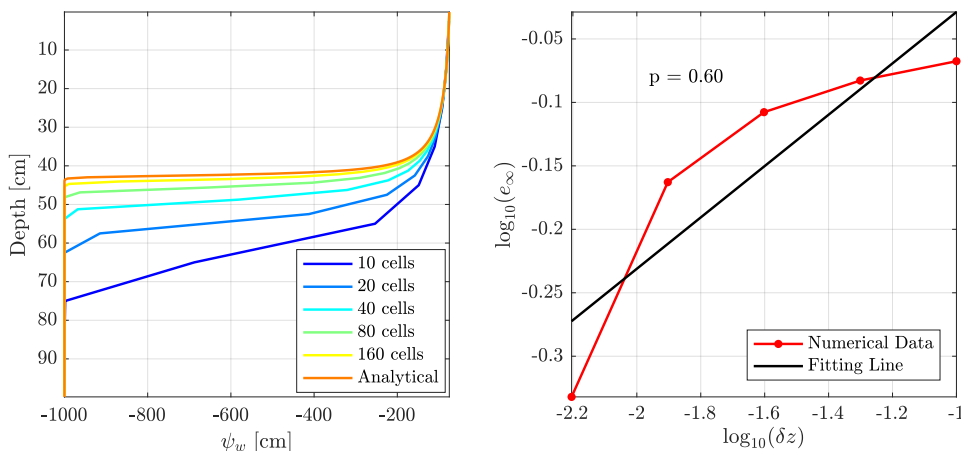 10
20
30
40
50
60
70
80
90
Depth [cm]
-1000
-800
-600
-400
-200
ψ_w [cm]
10 cells
20 cells
40 cells
80 cells
160 cells
Analytical
p = 0.60
-0.05
-0.1
-0.15
-0.2
-0.25
-0.3
log₁₀(e_∞)
-2.2
-2
-1.8
-1.6
-1.4
-1.2
-1
log₁₀(δz)
Numerical Data
Fitting Line